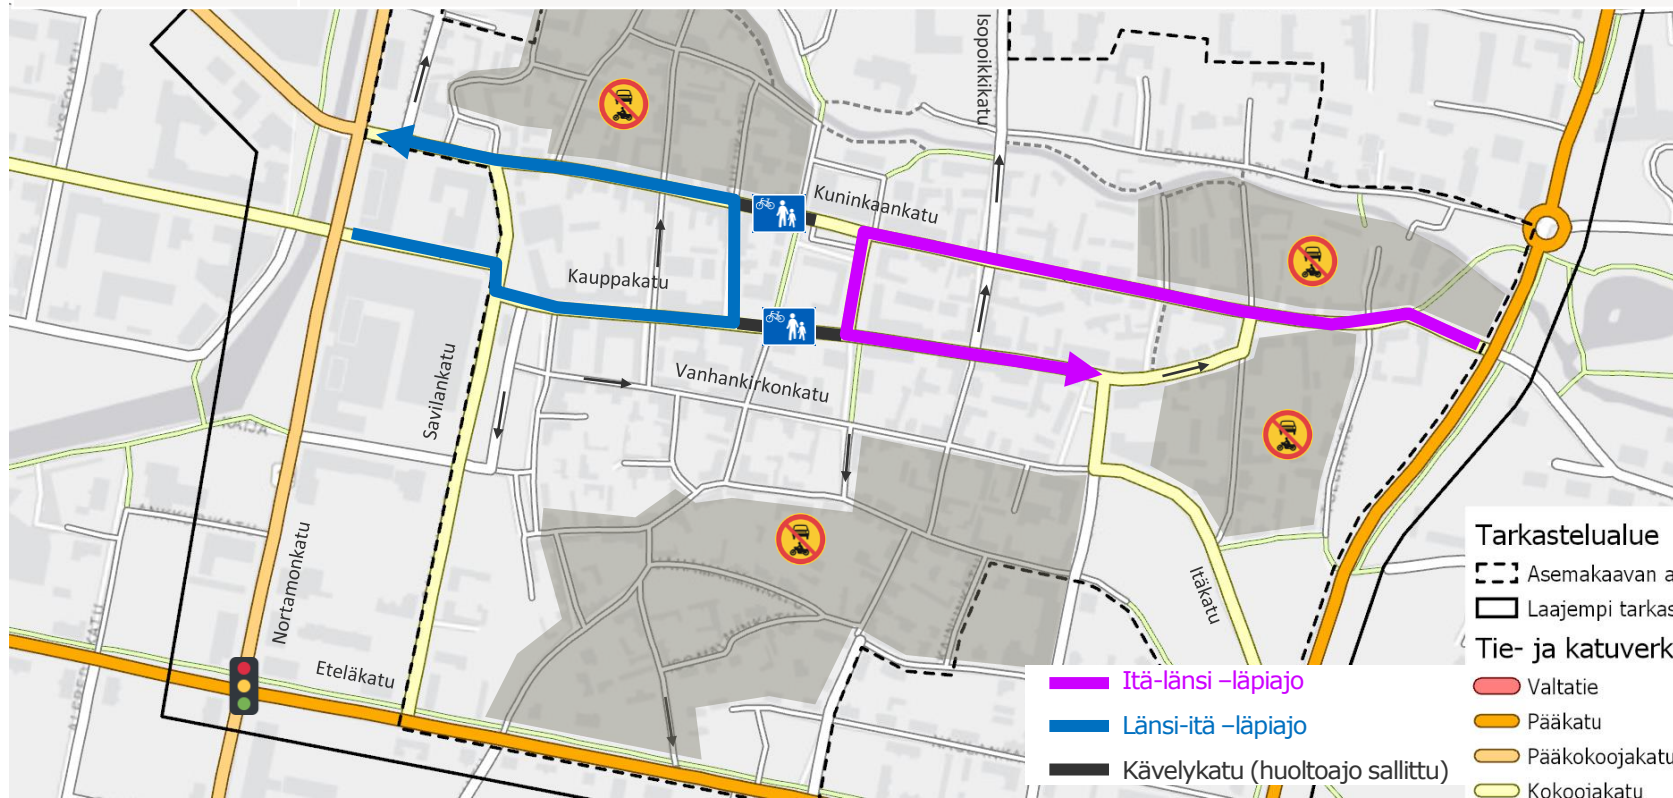 Isopoikkikatu
Kuninkaankatu
Kauppakatu
Vanhankirkonkatu
Savilankatu
Nortamonkatu
Eteläkatu
Itäkatu
Itä-länsi –läpiajo
Länsi-itä –läpiajo
Kävelykatu (huoltoajo sallittu)
Tarkastelualue
Asemakaavan a
Laajempi tarkas
Tie- ja katuverk
Valtatie
Pääkatu
Pääkokoojakatu
Kokoojakatu